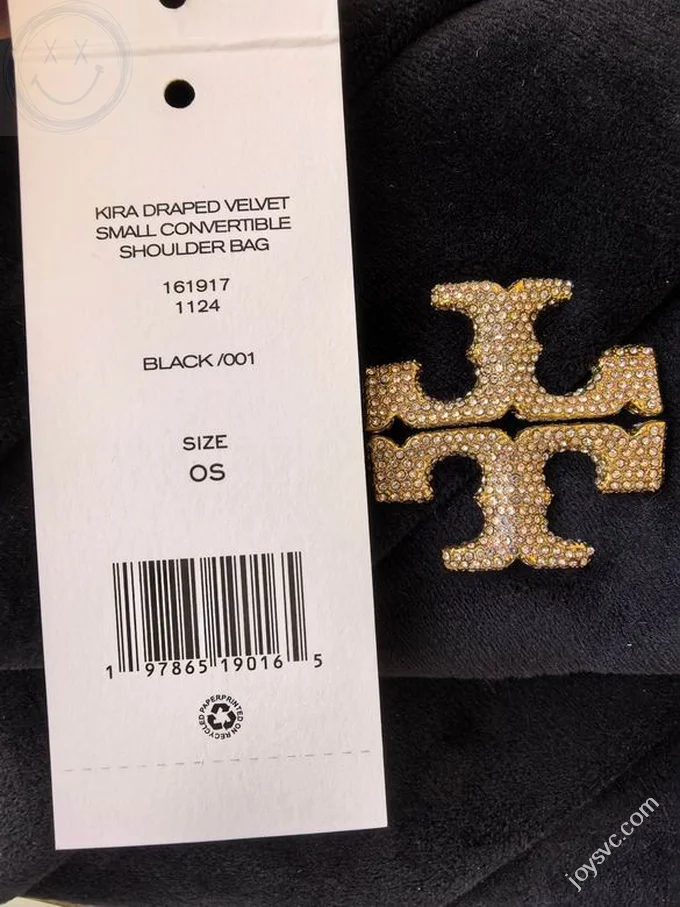 KIRA DRAPED VELVET
SMALL CONVERTIBLE
SHOULDER BAG
161917
1124
BLACK /001
SIZE
OS
1 97865 19016 5
PRINTED ON RECYCLED PAPER
joysvc.com